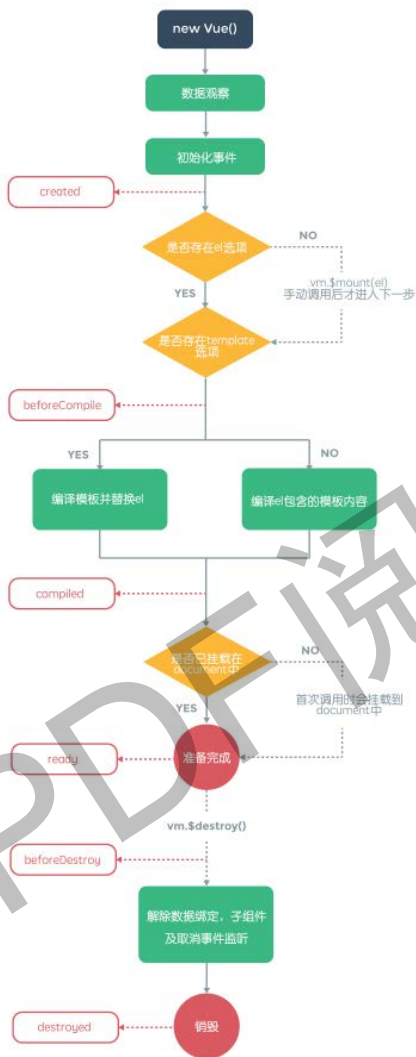 new Vue()
数据观察
初始化事件
created
是否存在el选项
NO
vm.$mount(el)
手动调用后才进入下一步
YES
是否存在template
选项
beforeCompile
YES
NO
编译模板并替换el
编译el包含的模板内容
compiled
是否已挂载在
document中
NO
首次调用时会挂载到
document中
YES
准备完成
ready
vm.$destroy()
beforeDestroy
解除数据绑定,子组件
及取消事件监听
destroyed
销毁
PDF阅